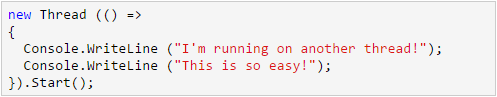 new Thread (() =>
{
  Console.WriteLine ("I'm running on another thread!");
  Console.WriteLine ("This is so easy!");
}).Start();